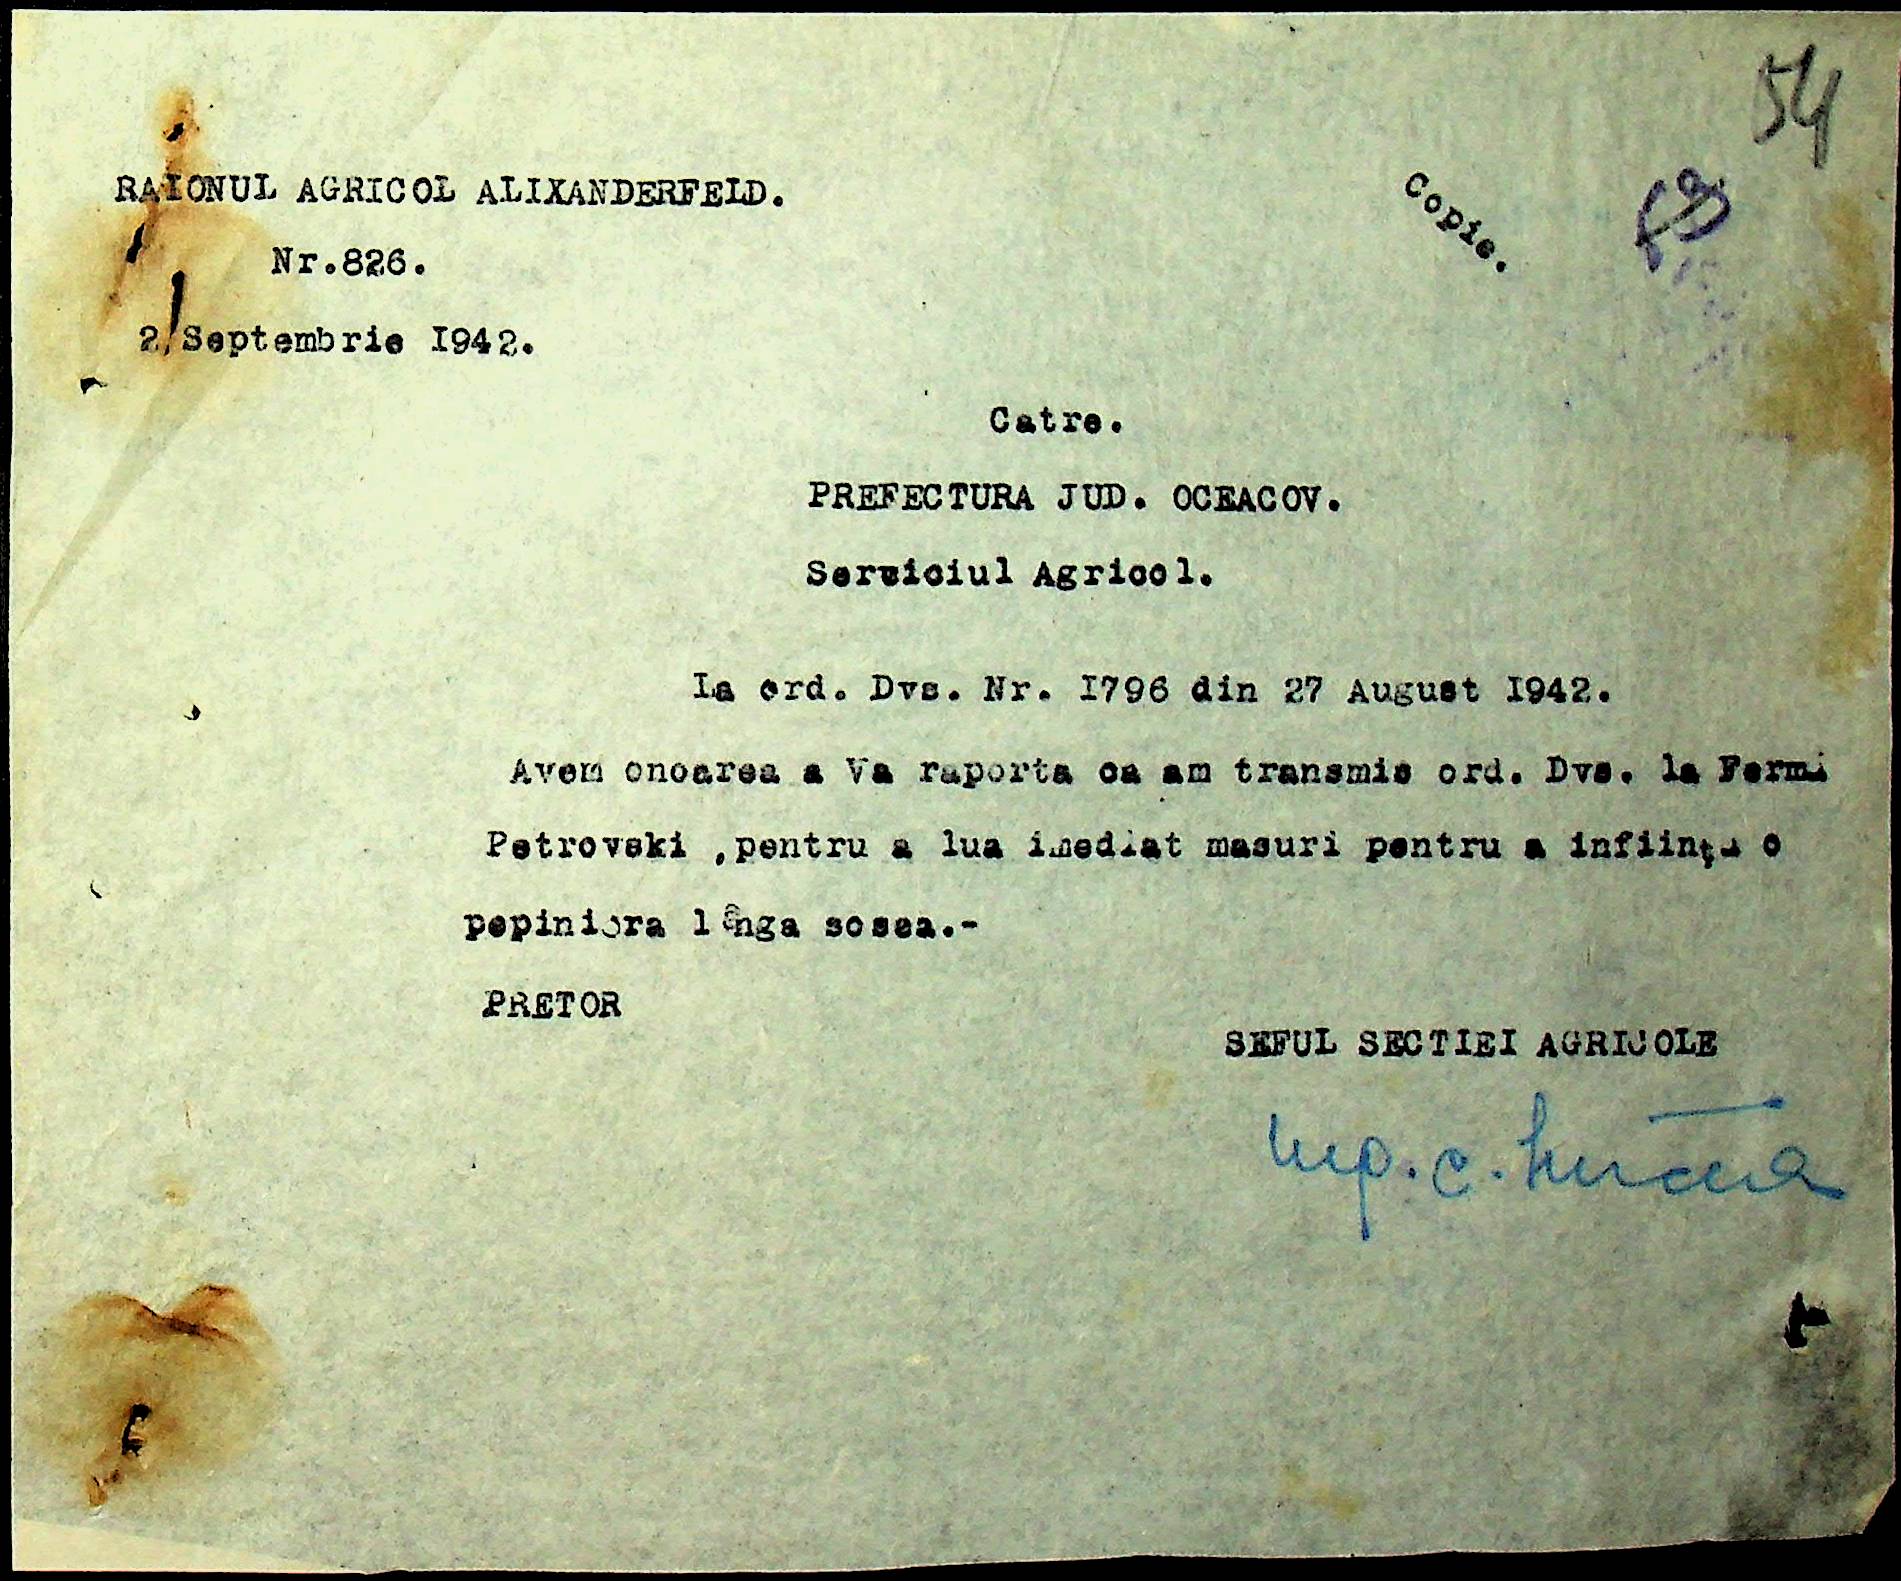 54
RAIONUL AGRICOL ALIXANDERFELD.
Copie.
Nr.826.
2/Septembrie I942.
Catre.
PREFECTURA JUD. OCEACOV.
Serviciul Agricol.
La ord. Dvs. Nr. I796 din 27 August I942.
Avem onoarea a Va raporta ca am transmis ord. Dvs. la Ferma
Petrovski ,pentru a lua imediat masuri pentru a infiinţa o
pepiniera lânga sosea.-
PRETOR
SEFUL SECTIEI AGRICOLE